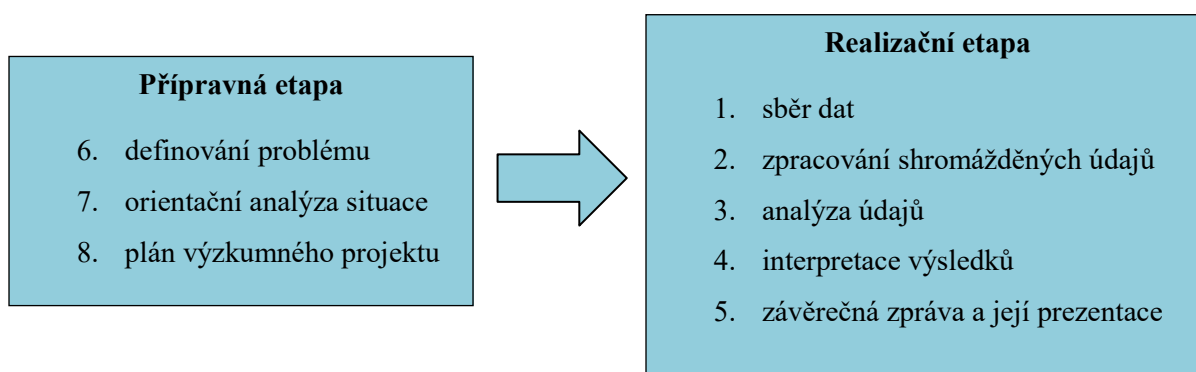 Přípravná etapa
6. definování problému
7. orientační analýza situace
8. plán výzkumného projektu
Realizační etapa
1. sběr dat
2. zpracování shromážděných údajů
3. analýza údajů
4. interpretace výsledků
5. závěrečná zpráva a její prezentace